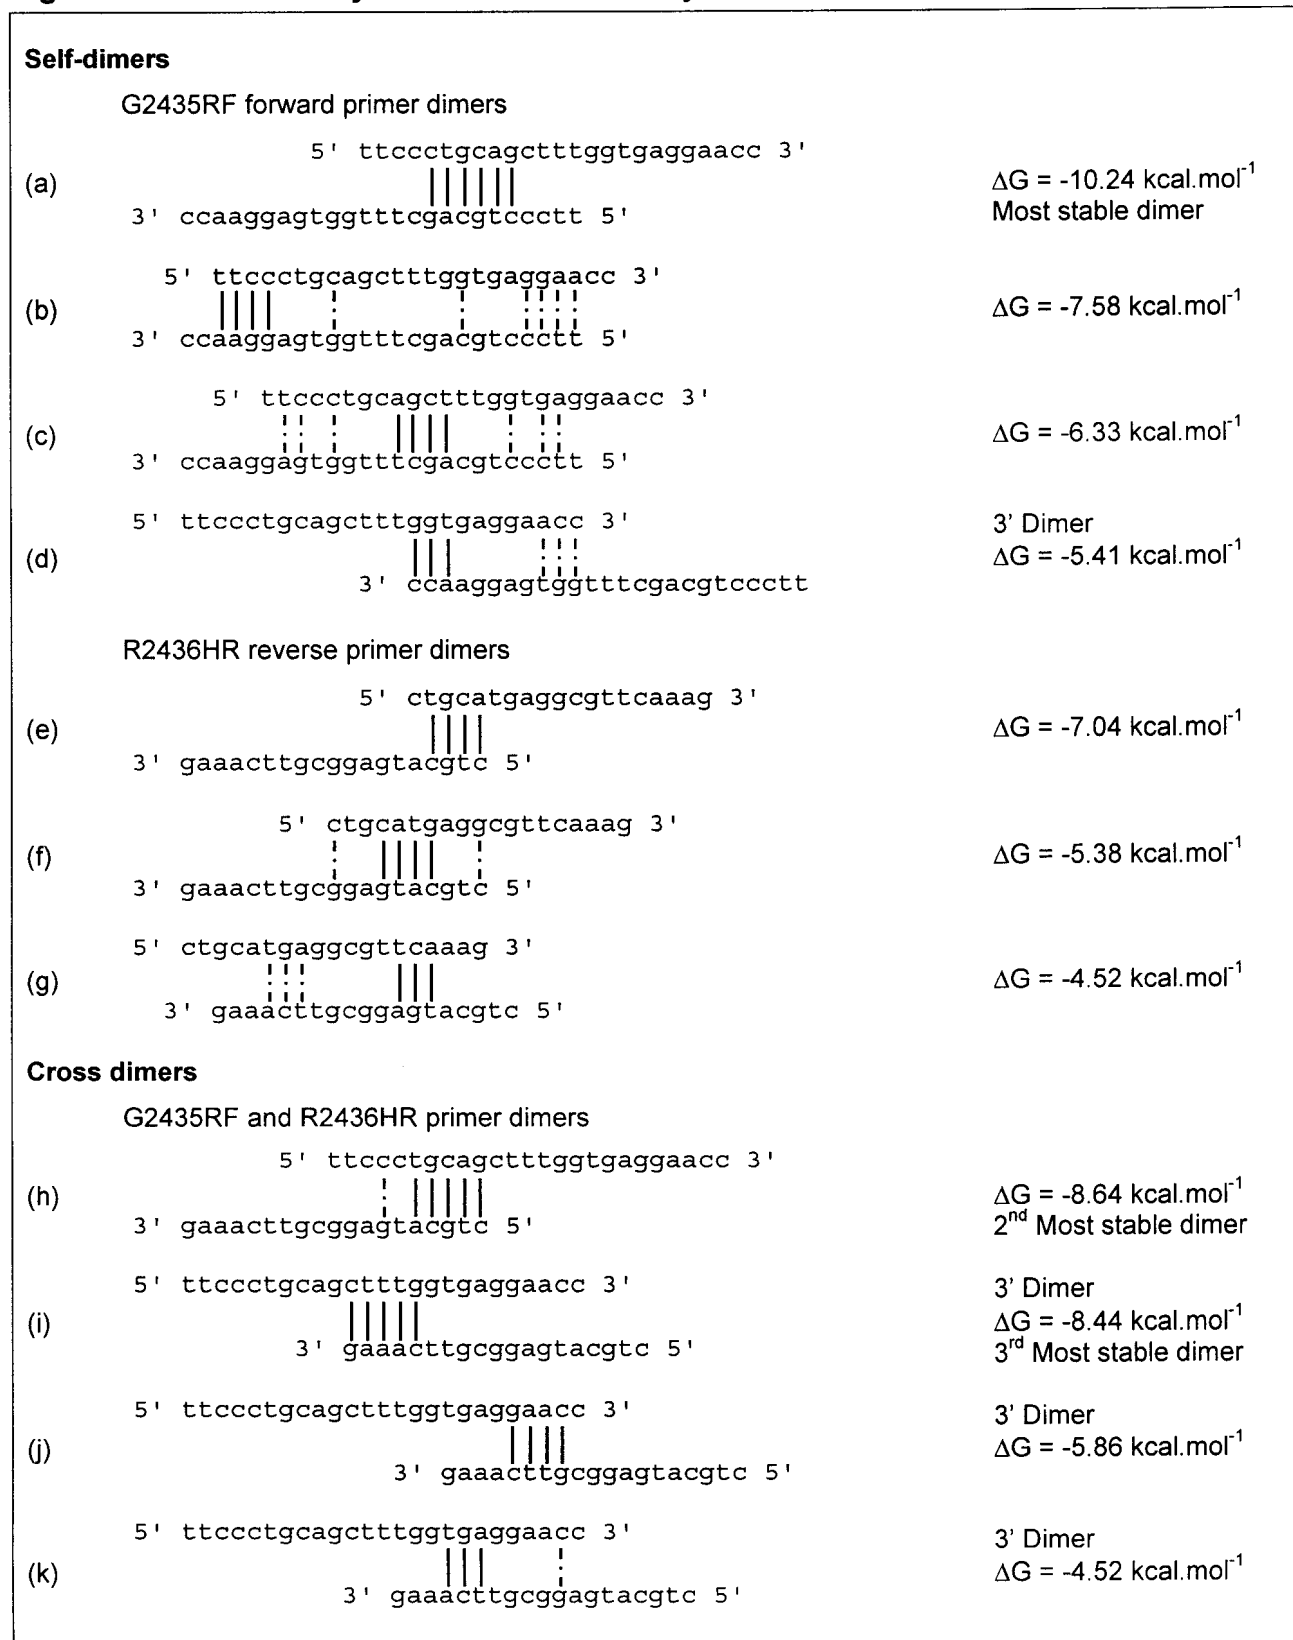 Self-dimers
G2435RF forward primer dimers
5' ttccctgcagctttggtgaggaacc 3'
(a)
ΔG = -10.24 kcal.mol-1
3' ccaaggagtggtttcgacgtccctt 5'
Most stable dimer
5' ttccctgcagctttggtgaggaacc 3'
(b)
ΔG = -7.58 kcal.mol-1
3' ccaaggagtggtttcgacgtccctt 5'
5' ttccctgcagctttggtgaggaacc 3'
(c)
ΔG = -6.33 kcal.mol-1
3' ccaaggagtggtttcgacgtccctt 5'
5' ttccctgcagctttggtgaggaacc 3'
3' Dimer
(d)
ΔG = -5.41 kcal.mol-1
3' ccaaggagtggtttcgacgtccctt
R2436HR reverse primer dimers
5' ctgcatgaggcgttcaaag 3'
(e)
ΔG = -7.04 kcal.mol-1
3' gaaacttgcggagtacgtc 5'
5' ctgcatgaggcgttcaaag 3'
(f)
ΔG = -5.38 kcal.mol-1
3' gaaacttgcggagtacgtc 5'
5' ctgcatgaggcgttcaaag 3'
(g)
ΔG = -4.52 kcal.mol-1
3' gaaacttgcggagtacgtc 5'
Cross dimers
G2435RF and R2436HR primer dimers
5' ttccctgcagctttggtgaggaacc 3'
(h)
ΔG = -8.64 kcal.mol-1
3' gaaacttgcggagtacgtc 5'
2nd Most stable dimer
5' ttccctgcagctttggtgaggaacc 3'
3' Dimer
(i)
ΔG = -8.44 kcal.mol-1
3' gaaacttgcggagtacgtc 5'
3rd Most stable dimer
5' ttccctgcagctttggtgaggaacc 3'
3' Dimer
(j)
ΔG = -5.86 kcal.mol-1
3' gaaacttgcggagtacgtc 5'
5' ttccctgcagctttggtgaggaacc 3'
3' Dimer
(k)
ΔG = -4.52 kcal.mol-1
3' gaaacttgcggagtacgtc 5'